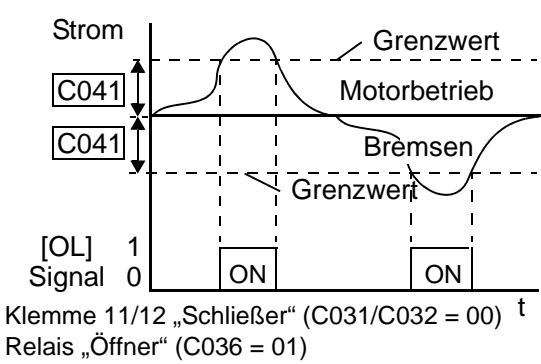 Strom
Grenzwert
C041
Motorbetrieb
C041
Bremsen
Grenzwert
[OL] 1
Signal 0
ON
ON
t
Klemme 11/12 „Schließer“ (C031/C032 = 00)
Relais „Öffner“ (C036 = 01)